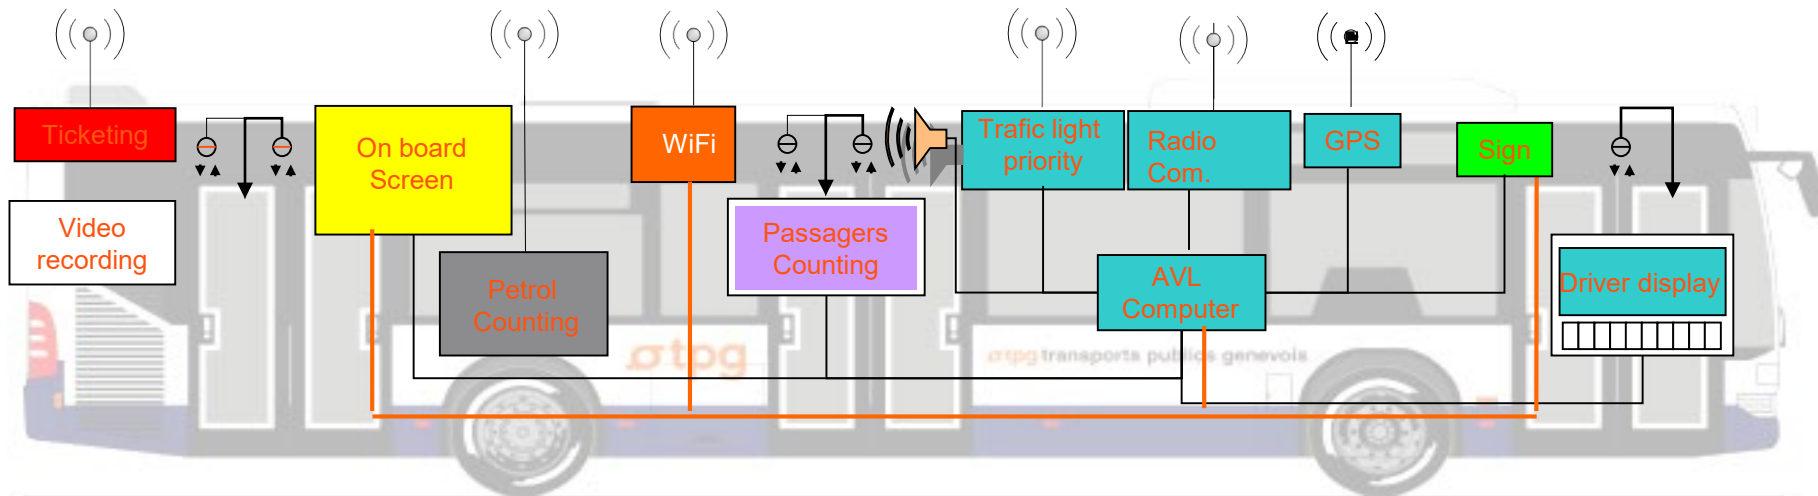 Ticketing
Video
recording
On board
Screen
Petrol
Counting
WiFi
Passagers
Counting
Trafic light
priority
Radio
Com.
GPS
Sign
AVL
Computer
Driver display
tpg
tpg transports publics genevois